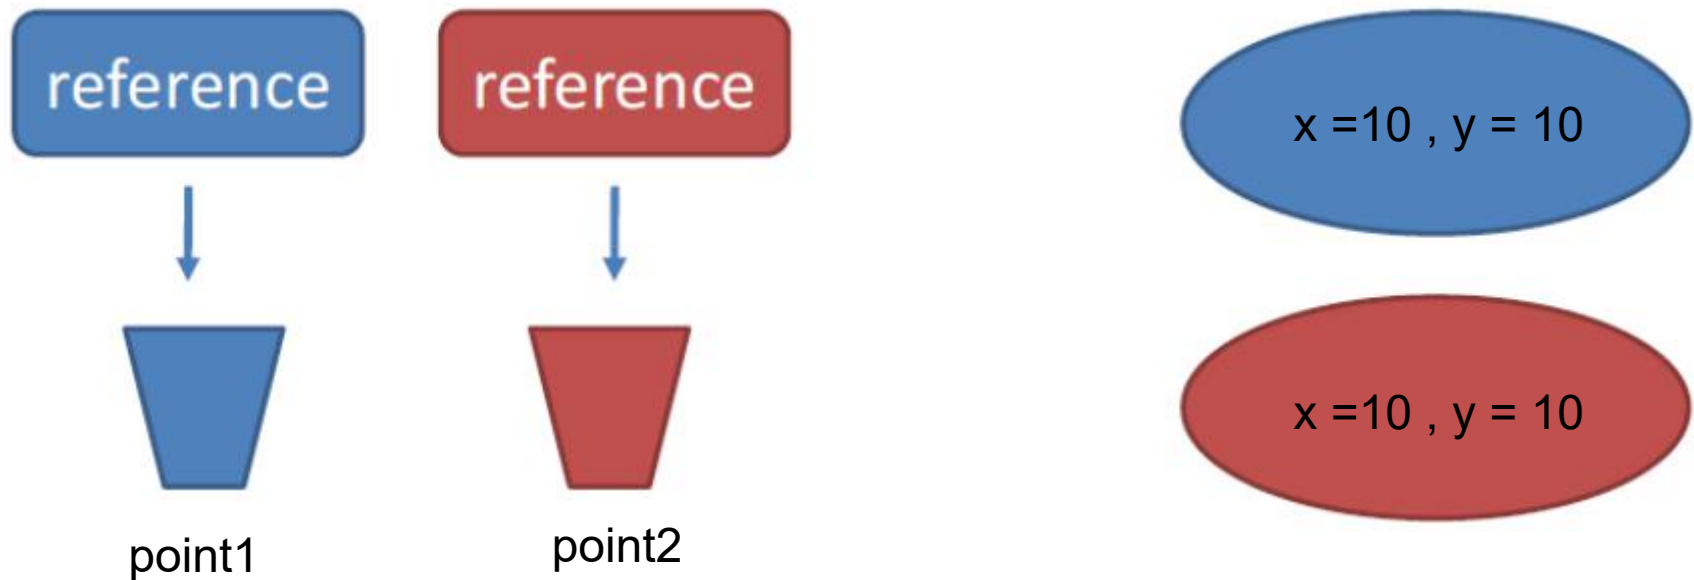 reference
reference
x =10 , y = 10
x =10 , y = 10
point1
point2